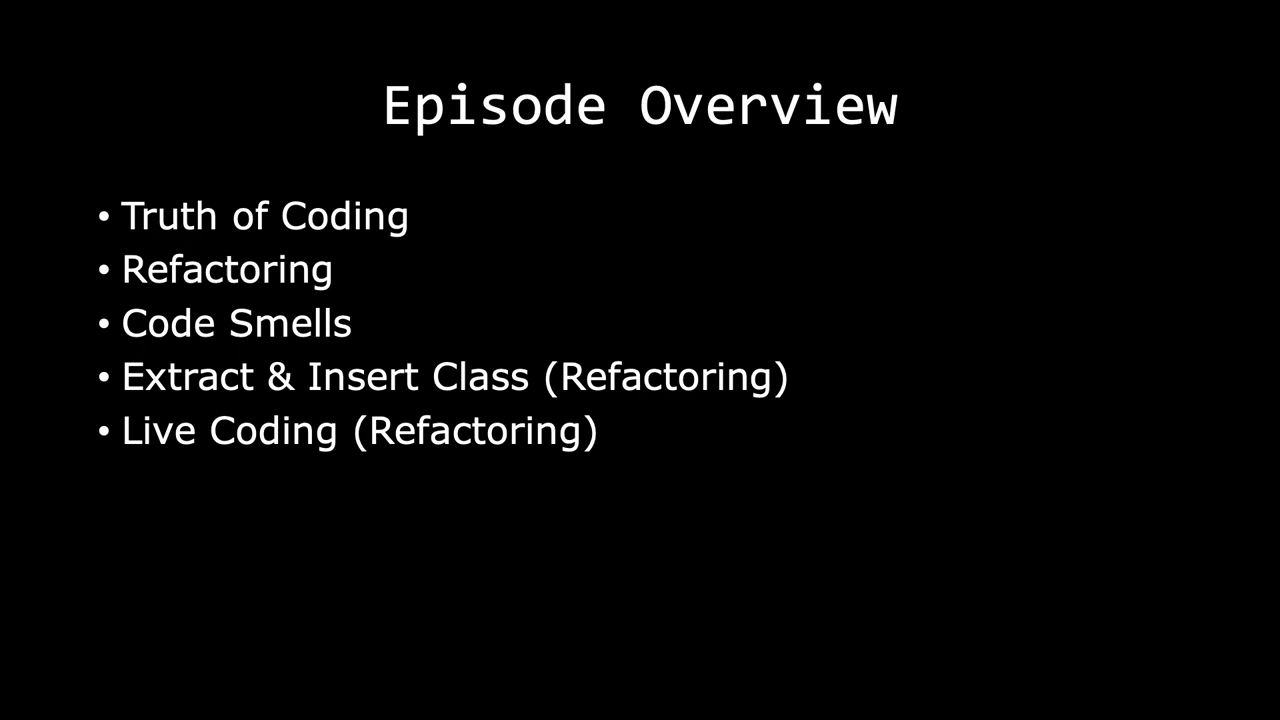 Episode Overview
• Truth of Coding
• Refactoring
• Code Smells
• Extract & Insert Class (Refactoring)
• Live Coding (Refactoring)